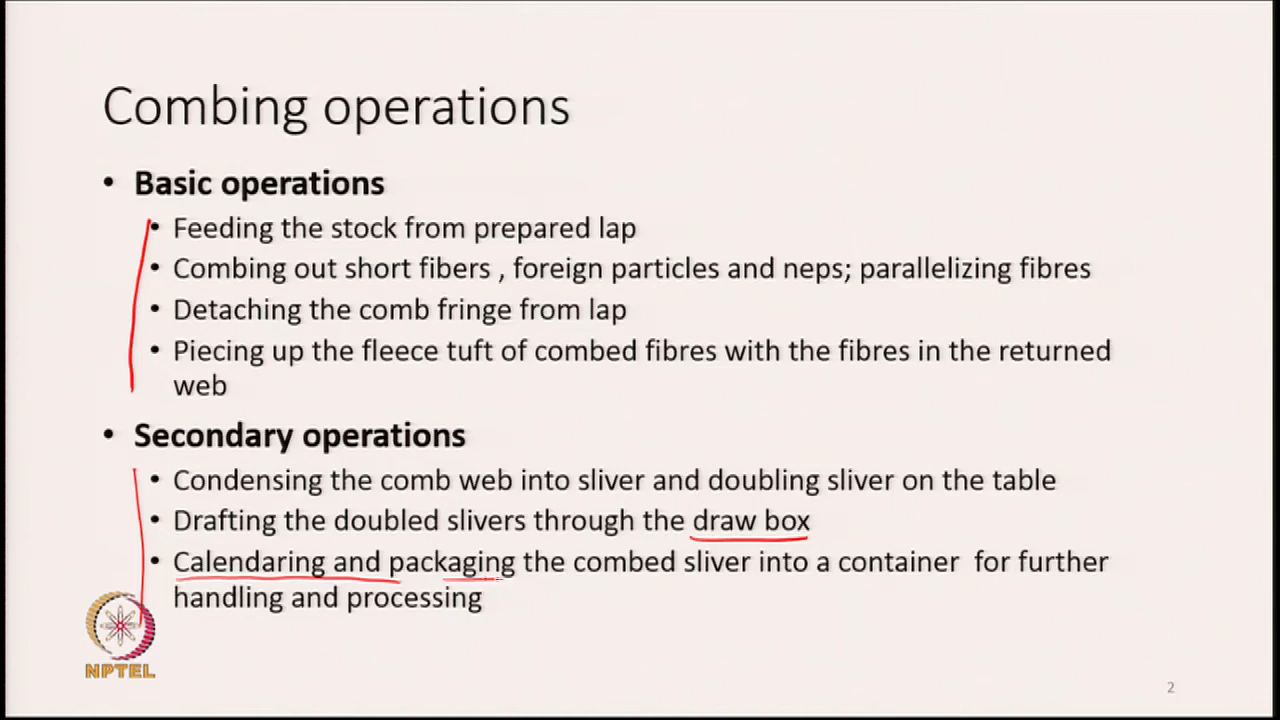 Combing operations
• Basic operations
• Feeding the stock from prepared lap
• Combing out short fibers , foreign particles and neps; parallelizing fibres
• Detaching the comb fringe from lap
• Piecing up the fleece tuft of combed fibres with the fibres in the returned
web
• Secondary operations
• Condensing the comb web into sliver and doubling sliver on the table
• Drafting the doubled slivers through the draw box
• Calendaring and packaging the combed sliver into a container for further
handling and processing
NPTEL
2